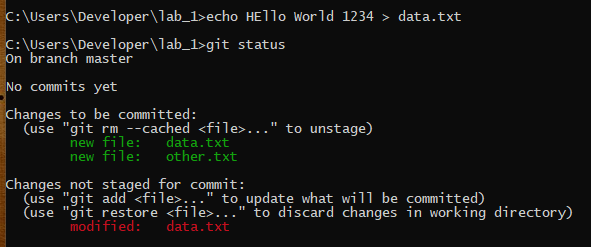 C:\Users\Developer\lab_1>echo HEllo World 1234 > data.txt
C:\Users\Developer\lab_1>git status
On branch master
No commits yet
Changes to be committed:
(use "git rm --cached <file>..." to unstage)
new file: data.txt
new file: other.txt
Changes not staged for commit:
(use "git add <file>..." to update what will be committed)
(use "git restore <file>..." to discard changes in working directory)
modified: data.txt